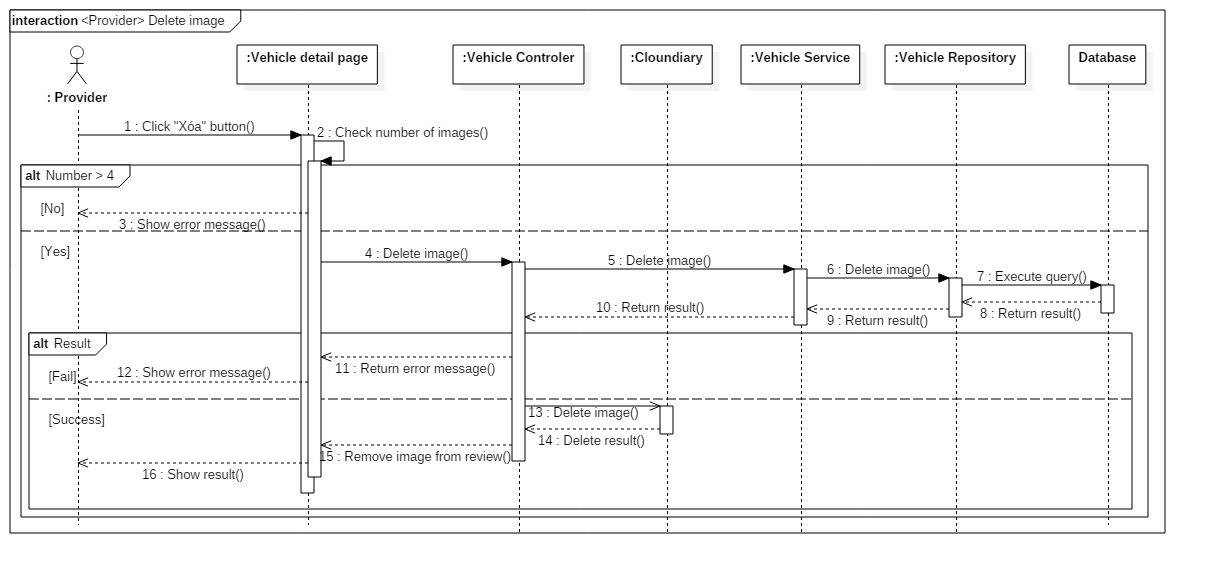 interaction <Provider> Delete image
: Provider
:Vehicle detail page
:Vehicle Controler
:Cloundiary
:Vehicle Service
:Vehicle Repository
Database
1 : Click "Xóa" button()
2 : Check number of images()
alt Number > 4
[No]
3 : Show error message()
[Yes]
4 : Delete image()
5 : Delete image()
6 : Delete image()
7 : Execute query()
8 : Return result()
9 : Return result()
10 : Return result()
alt Result
11 : Return error message()
[Fail]
12 : Show error message()
[Success]
13 : Delete image()
14 : Delete result()
15 : Remove image from review()
16 : Show result()